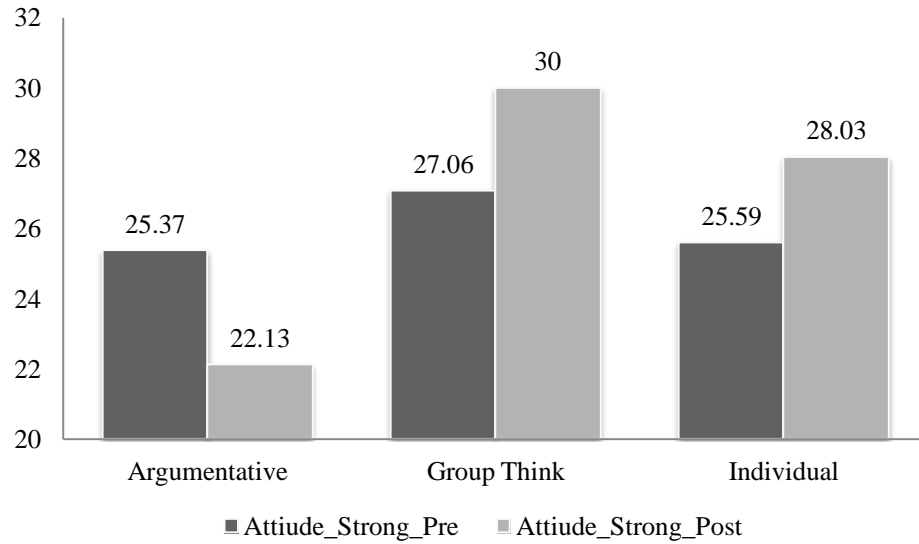 32
30
28
26
24
22
20
25.37
22.13
27.06
30
25.59
28.03
Argumentative
Group Think
Individual
Attiude_Strong_Pre
Attiude_Strong_Post